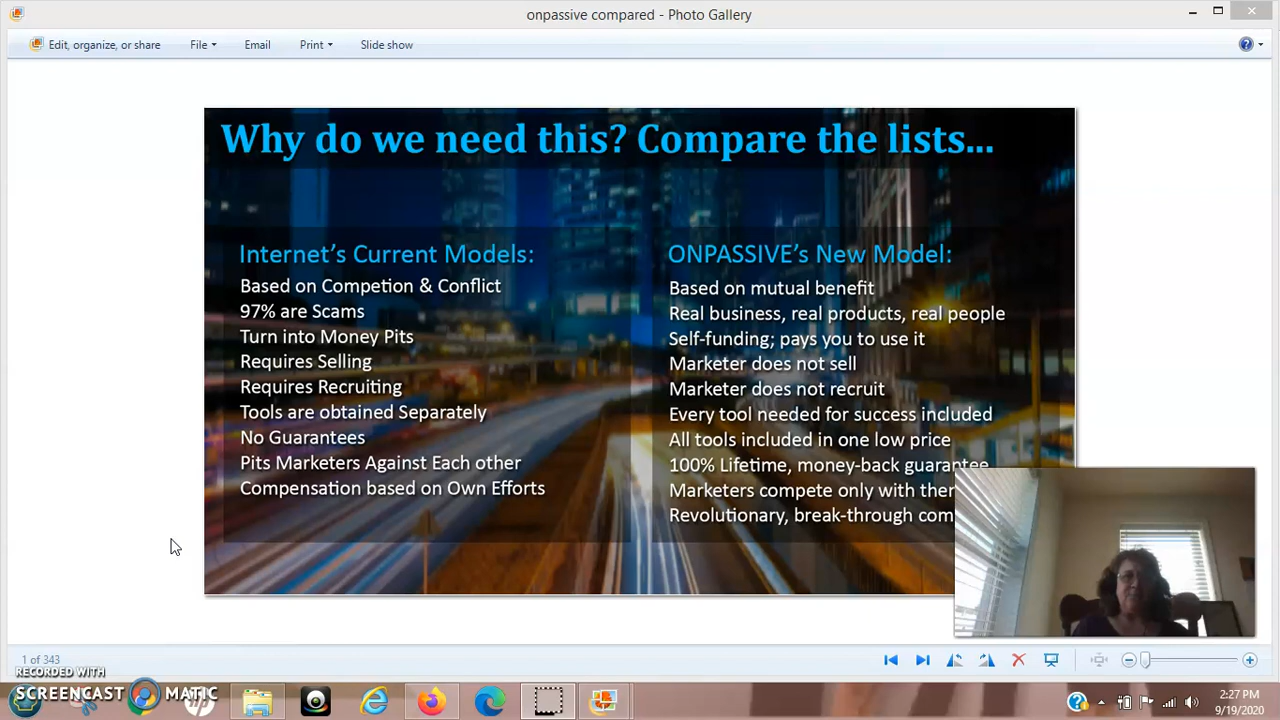 onpassive compared - Photo Gallery
Edit, organize, or share
File
Email
Print
Slide show
Why do we need this? Compare the lists...
Internet's Current Models:
Based on Competion & Conflict
97% are Scams
Turn into Money Pits
Requires Selling
Requires Recruiting
Tools are obtained Separately
No Guarantees
Pits Marketers Against Each other
Compensation based on Own Efforts
ONPASSIVE's New Model:
Based on mutual benefit
Real business, real products, real people
Self-funding; pays you to use it
Marketer does not sell
Marketer does not recruit
Every tool needed for success included
All tools included in one low price
100% Lifetime, money-back guarantee
Marketers compete only with
Revolutionary, break-through
1 of 343
RECORDED WITH
SCREENCAST MATIC
hp
2:27 PM
9/19/2020